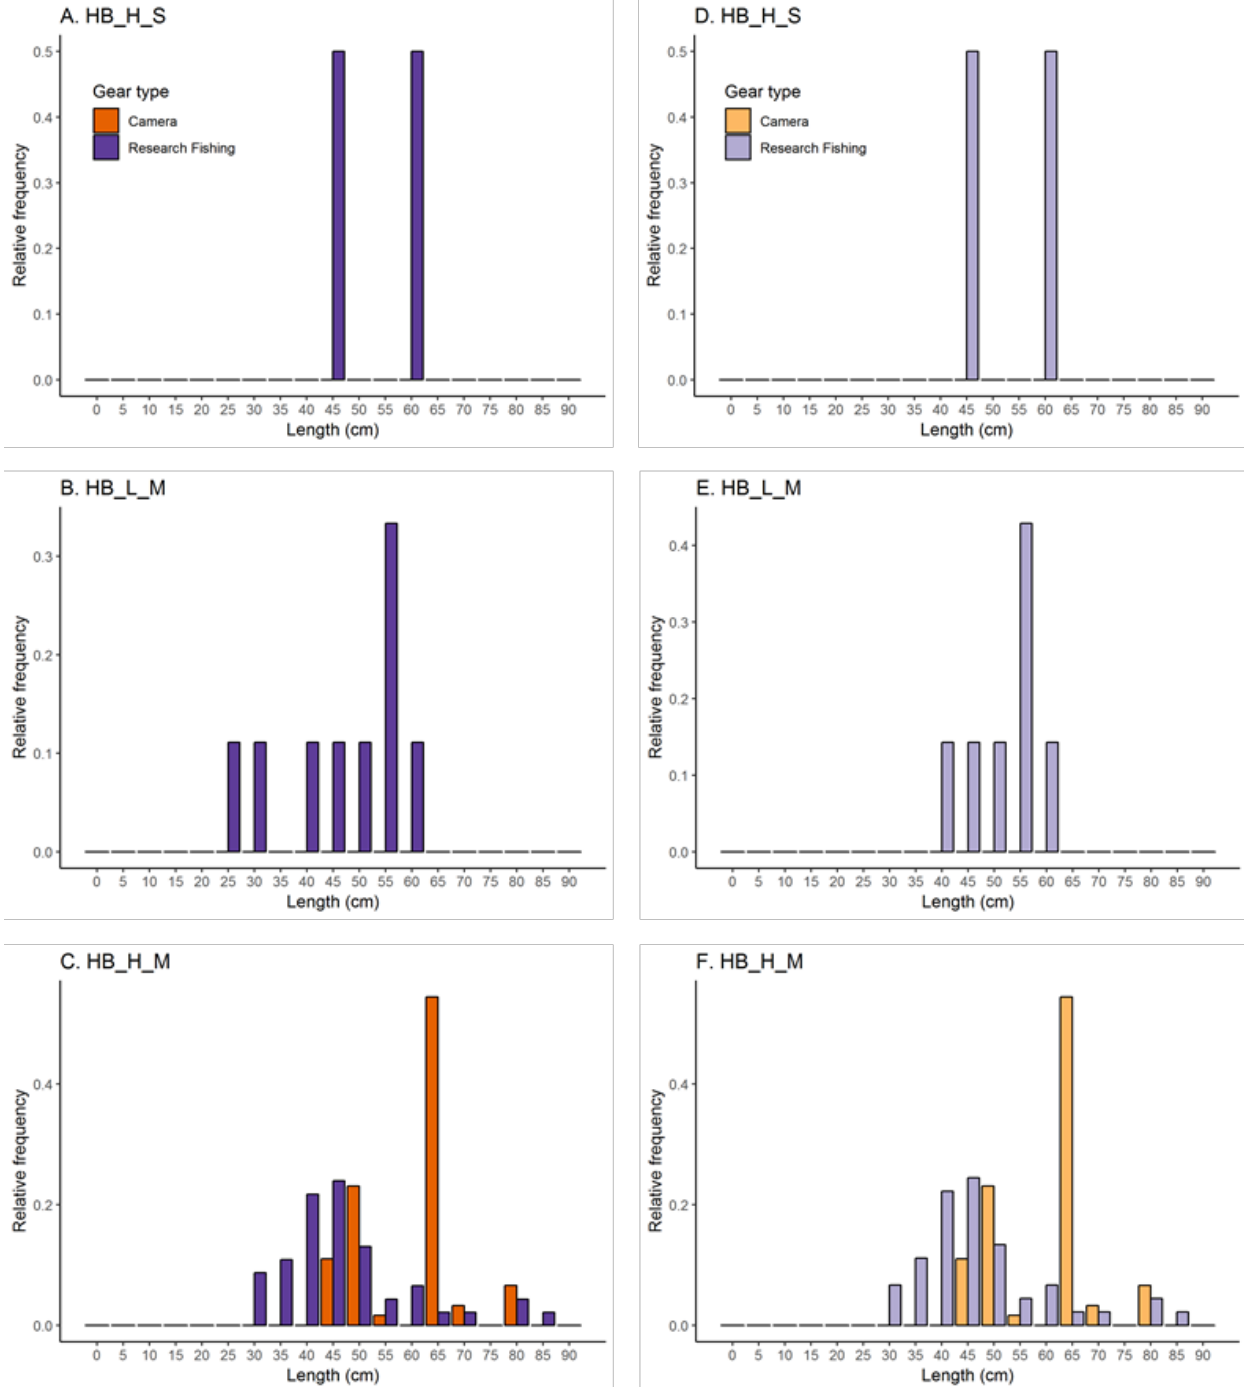 A. HB_H_S
Relative frequency
0.5
0.4
0.3
0.2
0.1
0.0
Gear type
Camera
Research Fishing
0 5 10 15 20 25 30 35 40 45 50 55 60 65 70 75 80 85 90
Length (cm)
D. HB_H_S
Relative frequency
0.5
0.4
0.3
0.2
0.1
0.0
Gear type
Camera
Research Fishing
0 5 10 15 20 25 30 35 40 45 50 55 60 65 70 75 80 85 90
Length (cm)
B. HB_L_M
Relative frequency
0.3
0.2
0.1
0.0
0 5 10 15 20 25 30 35 40 45 50 55 60 65 70 75 80 85 90
Length (cm)
E. HB_L_M
Relative frequency
0.4
0.3
0.2
0.1
0.0
0 5 10 15 20 25 30 35 40 45 50 55 60 65 70 75 80 85 90
Length (cm)
C. HB_H_M
Relative frequency
0.4
0.2
0.0
0 5 10 15 20 25 30 35 40 45 50 55 60 65 70 75 80 85 90
Length (cm)
F. HB_H_M
Relative frequency
0.4
0.2
0.0
0 5 10 15 20 25 30 35 40 45 50 55 60 65 70 75 80 85 90
Length (cm)